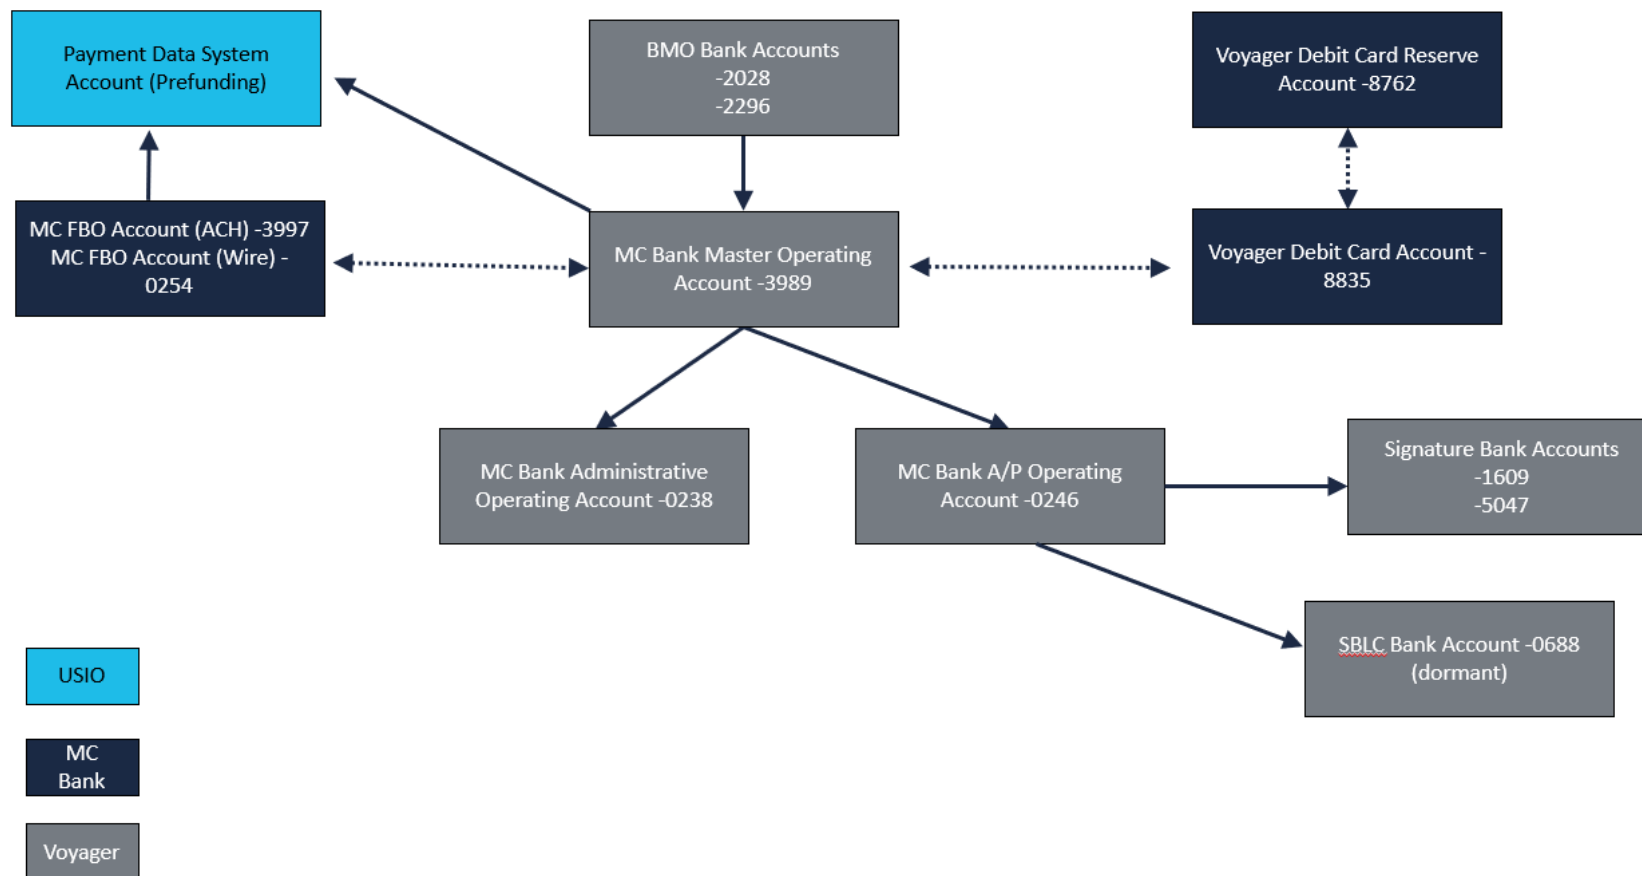 Payment Data System
Account (Prefunding)
BMO Bank Accounts
-2028
-2296
Voyager Debit Card Reserve
Account -8762
MC FBO Account (ACH) -3997
MC FBO Account (Wire) -
0254
MC Bank Master Operating
Account -3989
Voyager Debit Card Account -
8835
MC Bank Administrative
Operating Account -0238
MC Bank A/P Operating
Account -0246
Signature Bank Accounts
-1609
-5047
SBLC Bank Account -0688
(dormant)
USIO
MC
Bank
Voyager